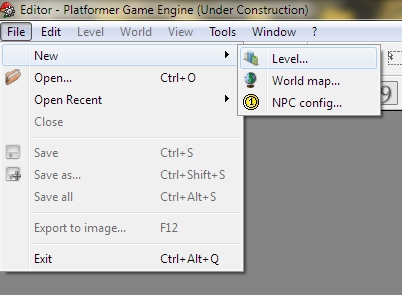 Editor - Platformer Game Engine (Under Construction)
File Edit Level World View Tools Window ?
New
Level...
World map...
NPC config...
Open... Ctrl+O
Open Recent
Close
Save Ctrl+S
Save as... Ctrl+Shift+S
Save all Ctrl+Alt+S
Export to image... F12
Exit Ctrl+Alt+Q
1
9